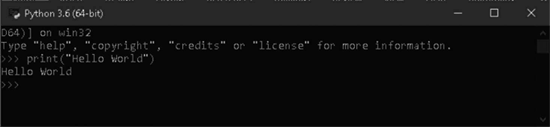 Python 3.6 (64-bit)
D64)] on win32
Type "help", "copyright", "credits" or "license" for more information.
>>> print("Hello World")
Hello World
>>>